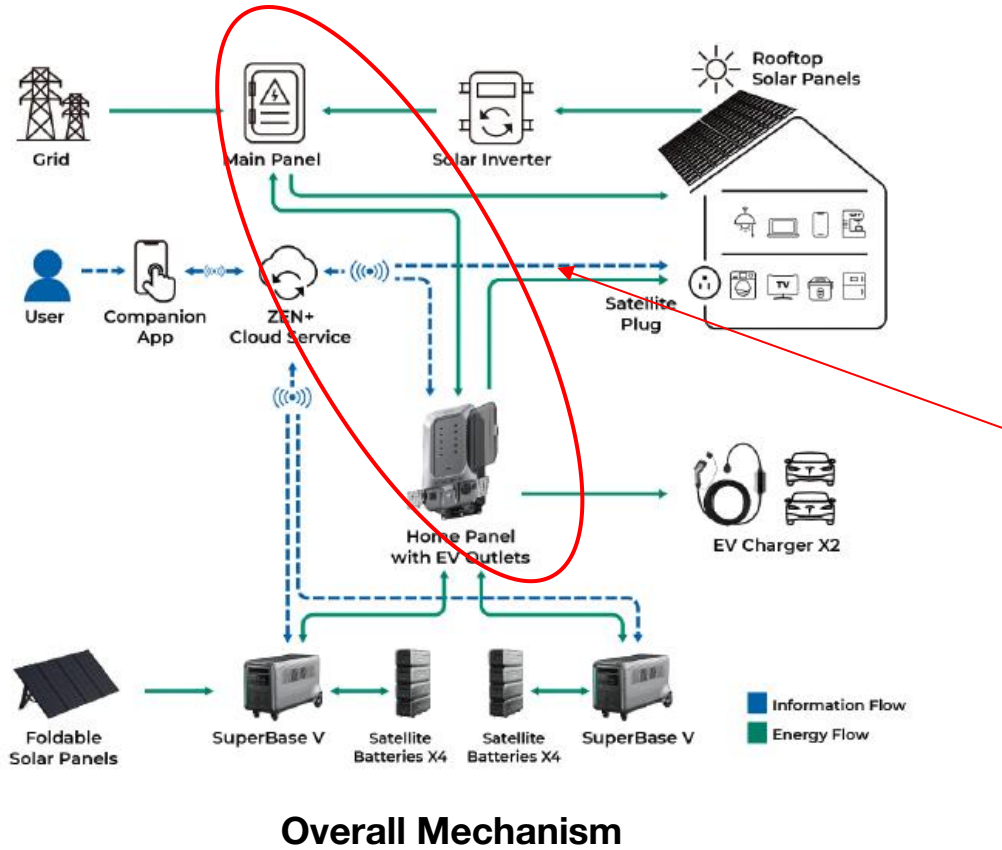 Rooftop
Solar Panels
Grid
Main Panel
Solar Inverter
User
Companion
App
ZEN+
Cloud Service
Satellite
Plug
TV
Home Panel
with EV Outlets
EV Charger X2
Foldable
Solar Panels
SuperBase V
Satellite
Batteries X4
Satellite
Batteries X4
SuperBase V
Information Flow
Energy Flow
Overall Mechanism